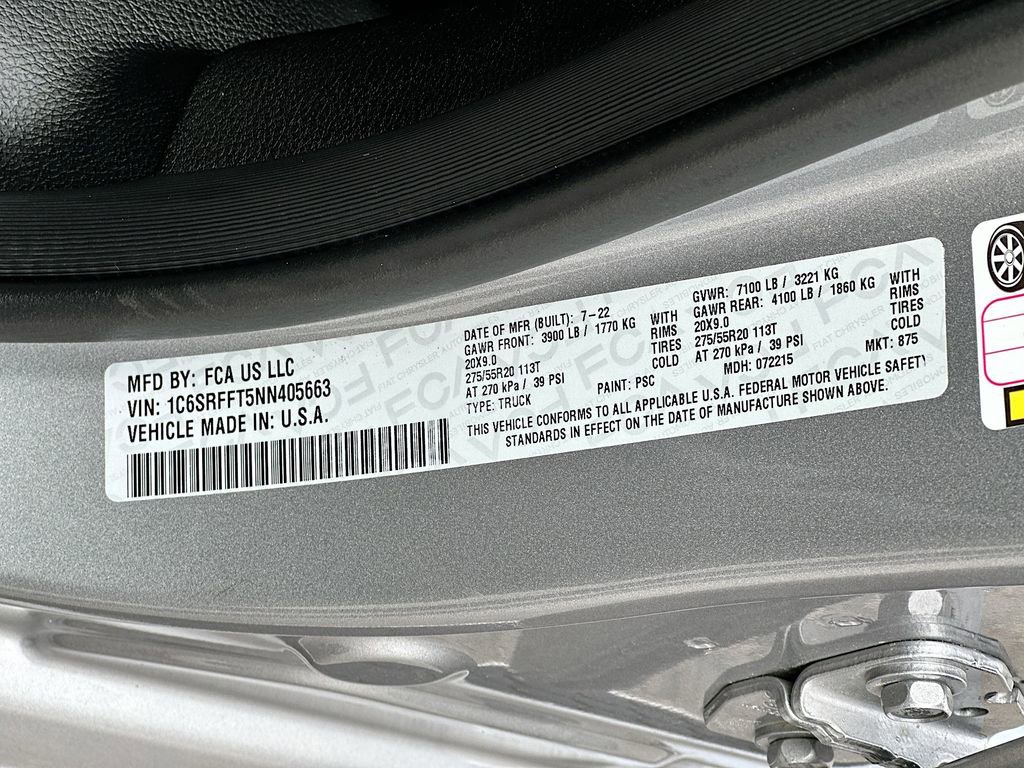 MFD BY: FCA US LLC
VIN: 1C6SRFFT5NN405663
VEHICLE MADE IN: U.S.A.
DATE OF MFR (BUILT): 7-22
GAWR FRONT: 3900 LB / 1770 KG WITH
20X9.0 RIMS
275/55R20 113T TIRES
AT 270 kPa / 39 PSI COLD
TYPE: TRUCK
PAINT: PSC
GVWR: 7100 LB / 3221 KG
GAWR REAR: 4100 LB / 1860 KG WITH
20X9.0 RIMS
275/55R20 113T TIRES
AT 270 kPa / 39 PSI COLD
MDH: 072215 MKT: 875
THIS VEHICLE CONFORMS TO ALL APPLICABLE U.S.A. FEDERAL MOTOR VEHICLE SAFETY
STANDARDS IN EFFECT ON THE DATE OF MANUFACTURE SHOWN ABOVE.